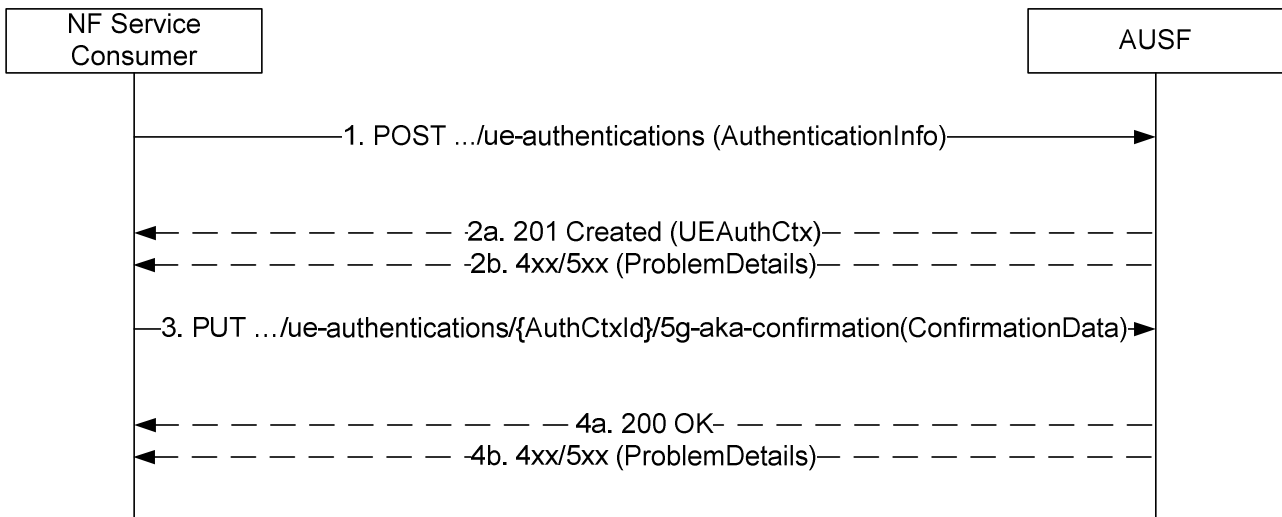 NF Service
Consumer
AUSF
1. POST .../ue-authentications (AuthenticationInfo)
2a. 201 Created (UEAuthCtx)
2b. 4xx/5xx (ProblemDetails)
3. PUT .../ue-authentications/{AuthCtxId}/5g-aka-confirmation(ConfirmationData)
4a. 200 OK
4b. 4xx/5xx (ProblemDetails)